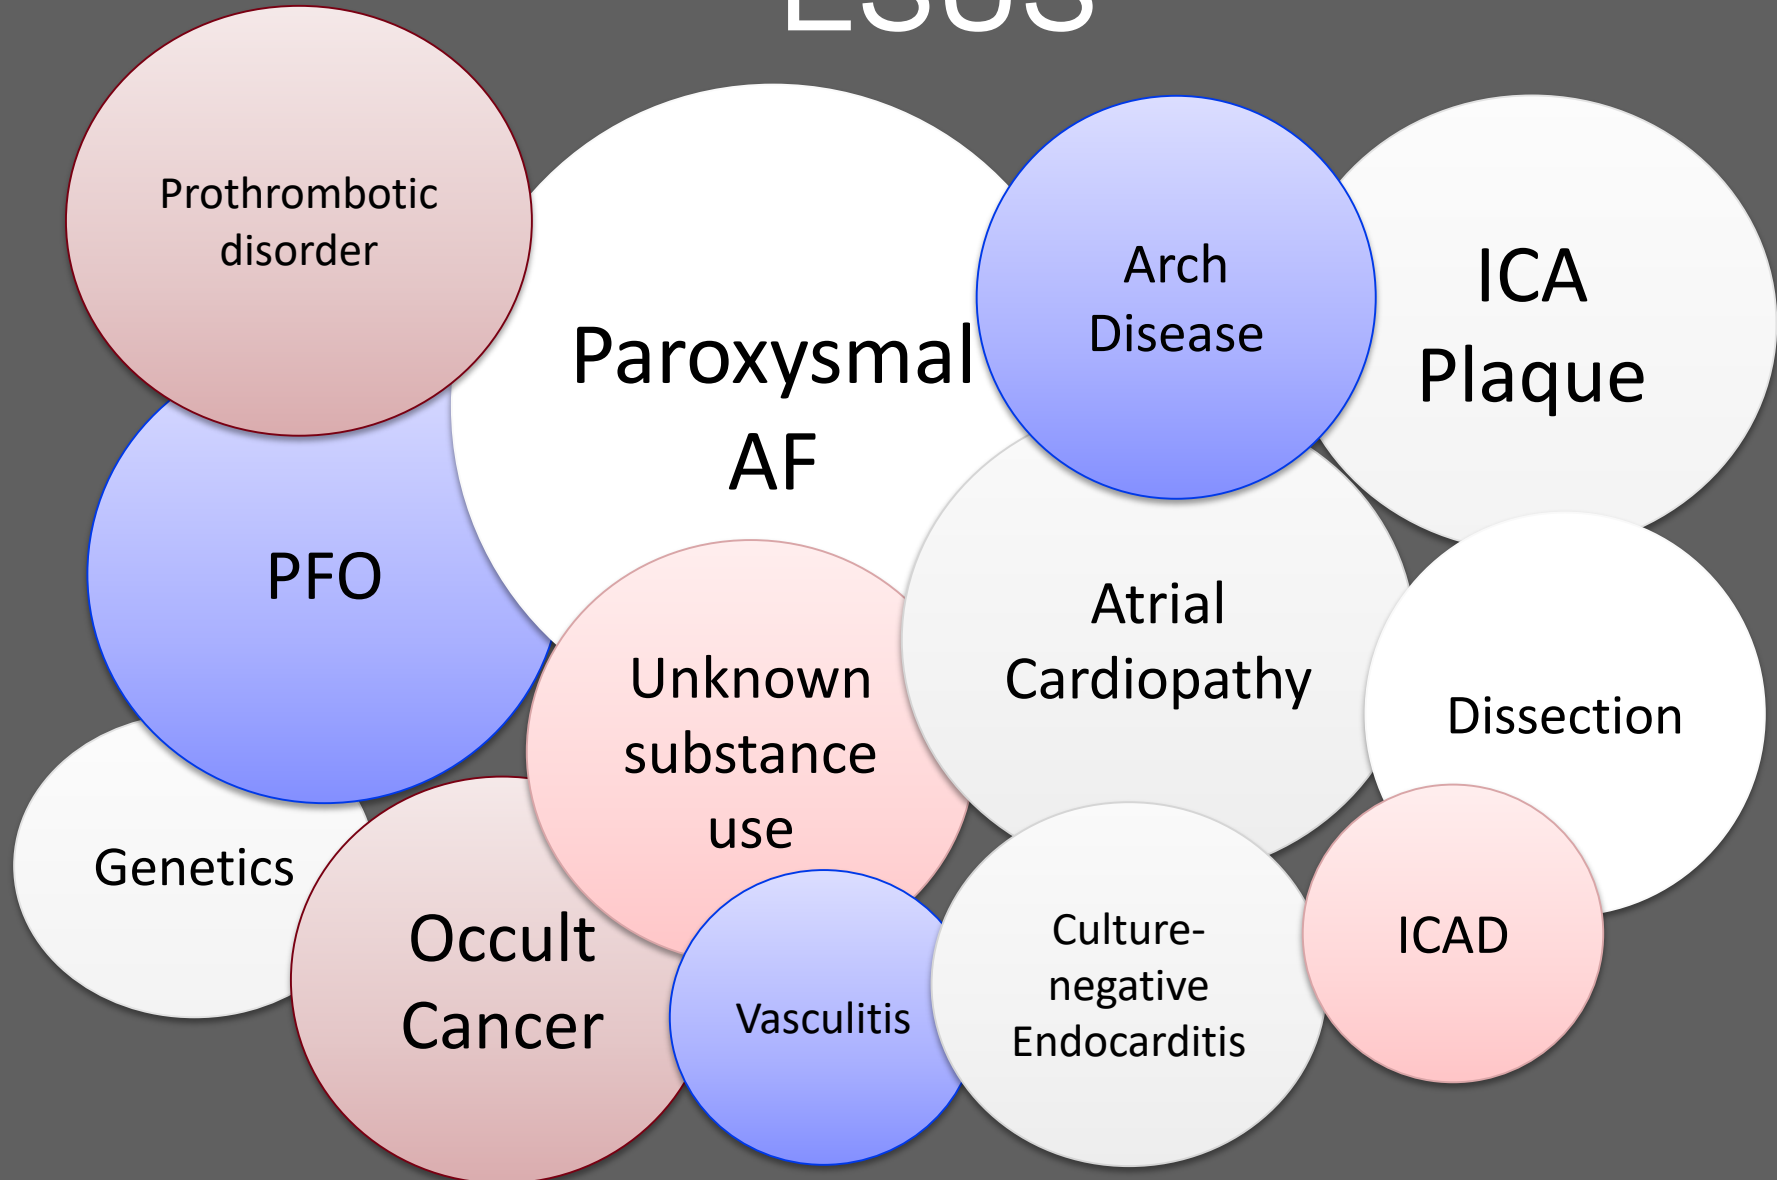 ESUS
Prothrombotic
disorder
Paroxysmal
AF
Arch
Disease
ICA
Plaque
PFO
Unknown
substance
use
Atrial
Cardiopathy
Dissection
Genetics
Occult
Cancer
Vasculitis
Culture-
negative
Endocarditis
ICAD